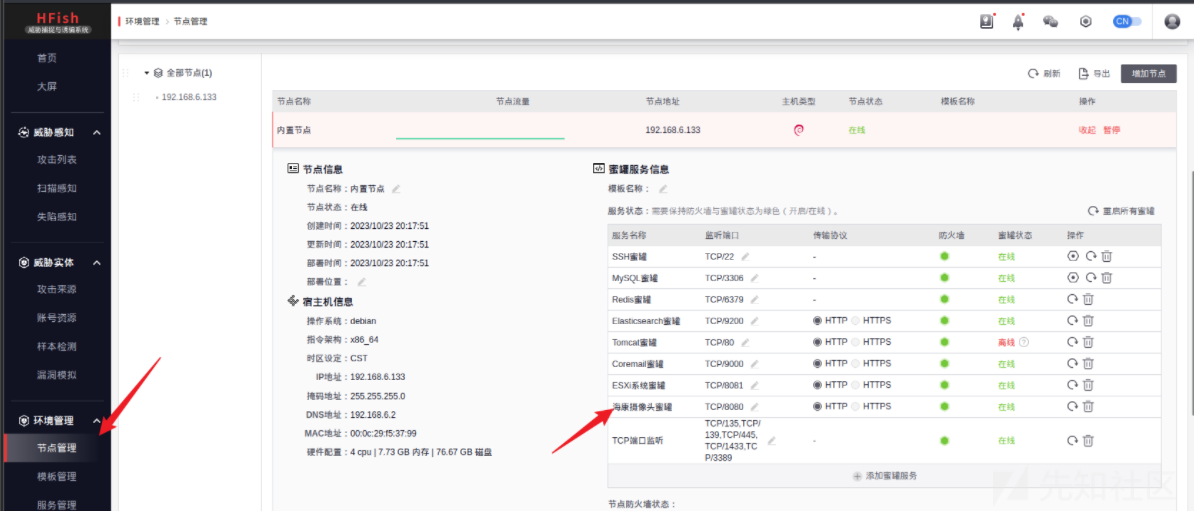 HFish
威胁捕捉与诱骗系统
环境管理 > 节点管理
CN
首页
大屏
威胁感知
攻击列表
扫描感知
失陷感知
威胁实体
攻击来源
账号资源
样本检测
漏洞模拟
环境管理
节点管理
模板管理
服务管理
全部节点(1)
192.168.6.133
刷新 导出 增加节点
节点名称 节点流量 节点地址 主机类型 节点状态 模板名称 操作
内置节点 192.168.6.133 在线 收起 暂停
节点信息
节点名称：内置节点
节点状态：在线
创建时间：2023/10/23 20:17:51
更新时间：2023/10/23 20:17:51
部署时间：2023/10/23 20:17:51
部署位置：
宿主机信息
操作系统：debian
指令架构：x86_64
时区设定：CST
IP地址：192.168.6.133
掩码地址：255.255.255.0
DNS地址：192.168.6.2
MAC地址：00:0c:29:f5:37:99
硬件配置：4 cpu | 7.73 GB 内存 | 76.67 GB 磁盘
蜜罐服务信息
模板名称：
服务状态：需要保持防火墙与蜜罐状态为绿色（开启/在线）。 重启所有蜜罐
服务名称 监听端口 传输协议 防火墙 蜜罐状态 操作
SSH蜜罐 TCP/22 - 在线
MySQL蜜罐 TCP/3306 - 在线
Redis蜜罐 TCP/6379 - 在线
Elasticsearch蜜罐 TCP/9200 HTTP HTTPS 在线
Tomcat蜜罐 TCP/80 HTTP HTTPS 离线
Coremail蜜罐 TCP/9000 HTTP HTTPS 在线
ESXi系统蜜罐 TCP/8081 HTTP HTTPS 在线
海康摄像头蜜罐 TCP/8080 HTTP HTTPS 在线
TCP端口监听 TCP/135,TCP/
139,TCP/445,
TCP/1433,TC
P/3389 - 在线
添加蜜罐服务
节点防火墙状态：
先知社区